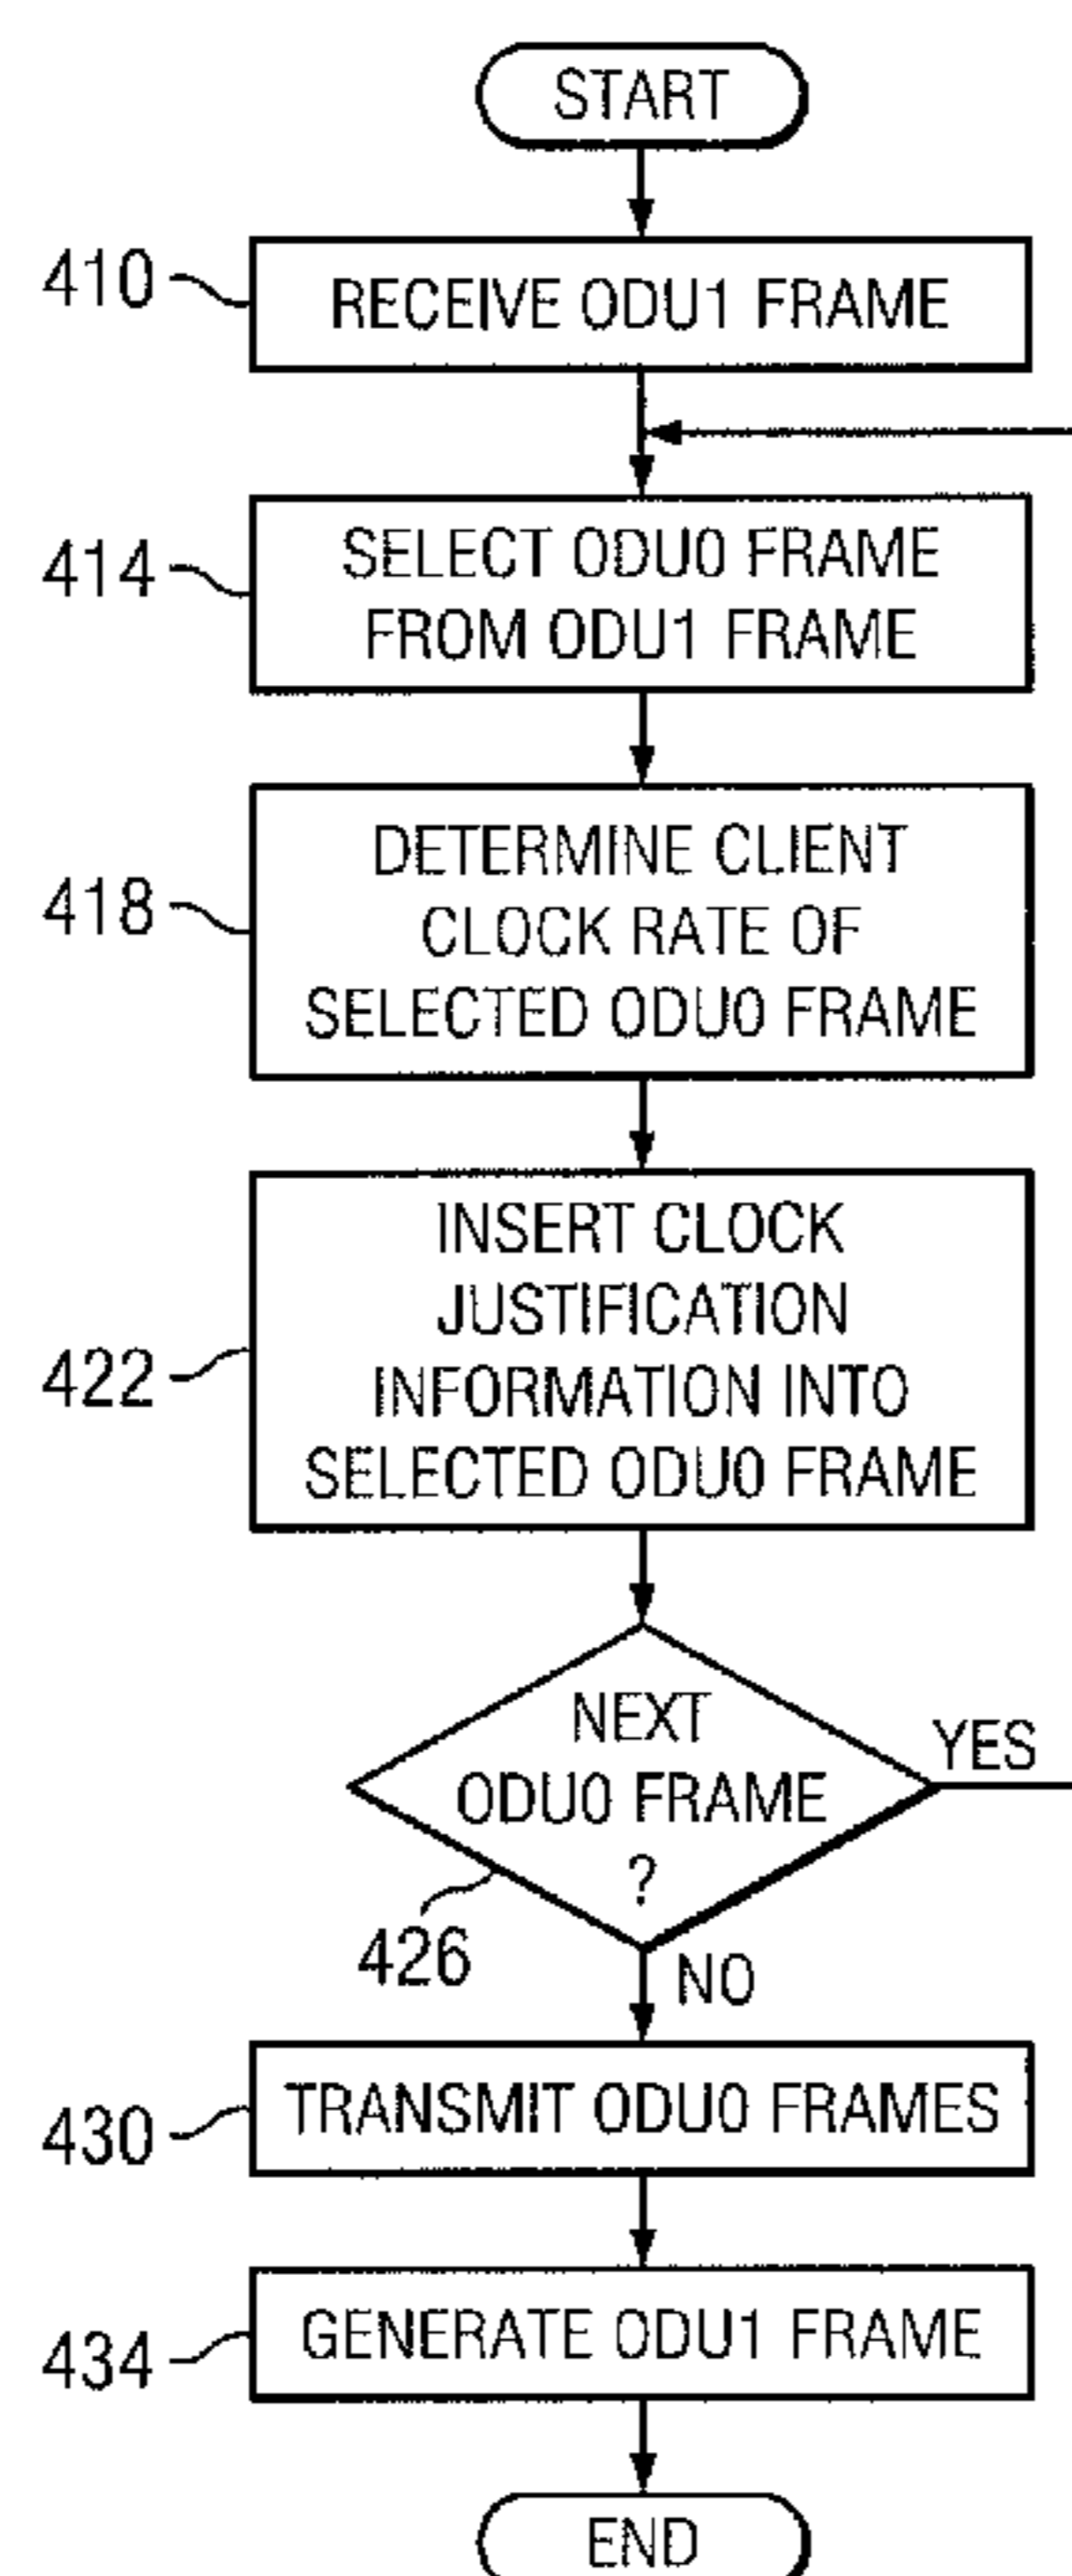 START
410
RECEIVE ODU1 FRAME
414
SELECT ODU0 FRAME
FROM ODU1 FRAME
418
DETERMINE CLIENT
CLOCK RATE OF
SELECTED ODU0 FRAME
422
INSERT CLOCK
JUSTIFICATION
INFORMATION INTO
SELECTED ODU0 FRAME
NEXT
ODU0 FRAME
?
YES
426
NO
430
TRANSMIT ODU0 FRAMES
434
GENERATE ODU1 FRAME
END